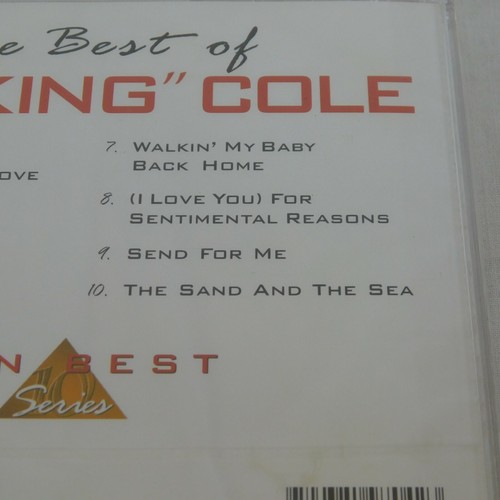 e Best of
KING" COLE
OVE
7. WALKIN' MY BABY
BACK HOME
8. (I LOVE YOU) FOR
SENTIMENTAL REASONS
9. SEND FOR ME
10. THE SAND AND THE SEA
N BEST
10
Series